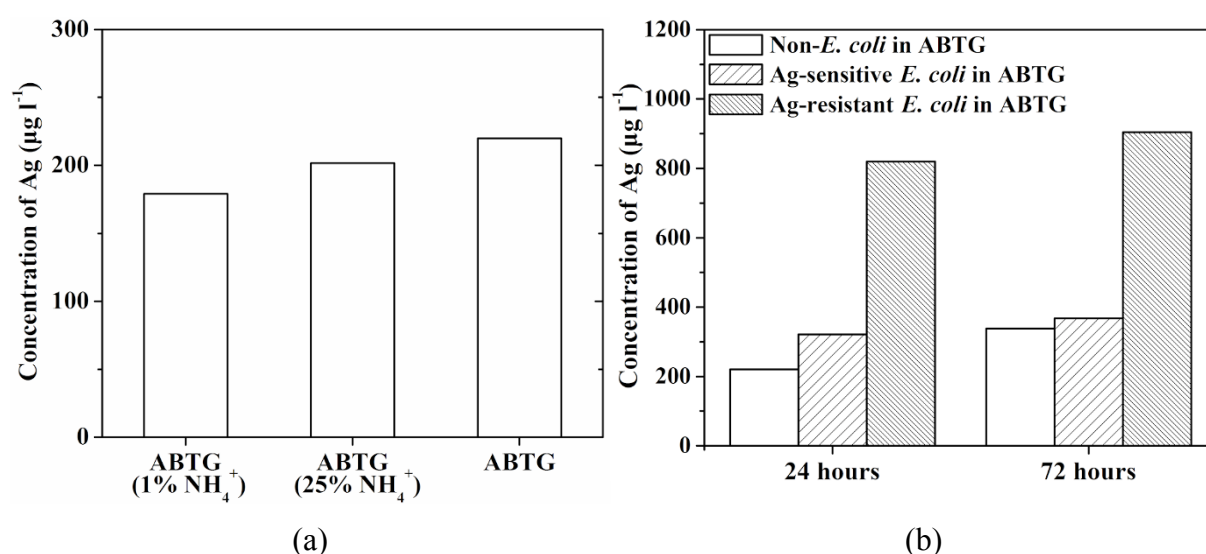 300
200
100
0
Concentration of Ag (µg l⁻¹)
ABTG
(1% NH₄⁺)
ABTG
(25% NH₄⁺)
ABTG
(a)
1200
1000
800
600
400
200
0
Concentration of Ag (µg l⁻¹)
Non-E. coli in ABTG
Ag-sensitive E. coli in ABTG
Ag-resistant E. coli in ABTG
24 hours
72 hours
(b)